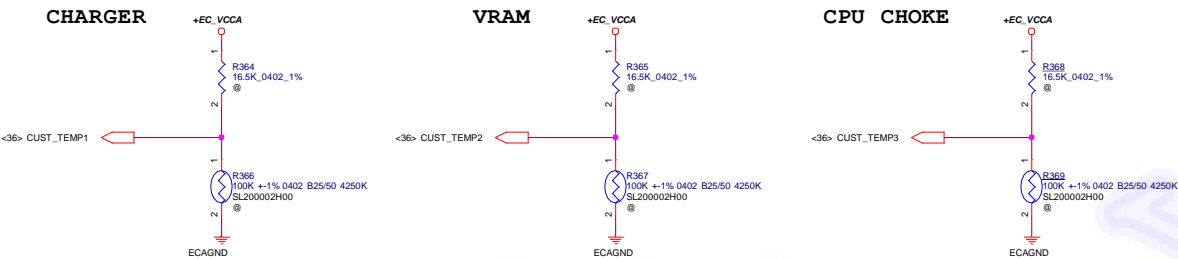 CHARGER
+EC_VCCA
1
R364
16.5K_0402_1%
@
2
<36> CUST_TEMP1
1
R366
100K +-1% 0402 B25/50 4250K
SL200002H00
@
2
ECAGND
VRAM
+EC_VCCA
1
R365
16.5K_0402_1%
@
2
<36> CUST_TEMP2
1
R367
100K +-1% 0402 B25/50 4250K
SL200002H00
@
2
ECAGND
CPU CHOKE
+EC_VCCA
1
R368
16.5K_0402_1%
@
2
<36> CUST_TEMP3
1
R369
100K +-1% 0402 B25/50 4250K
SL200002H00
@
2
ECAGND